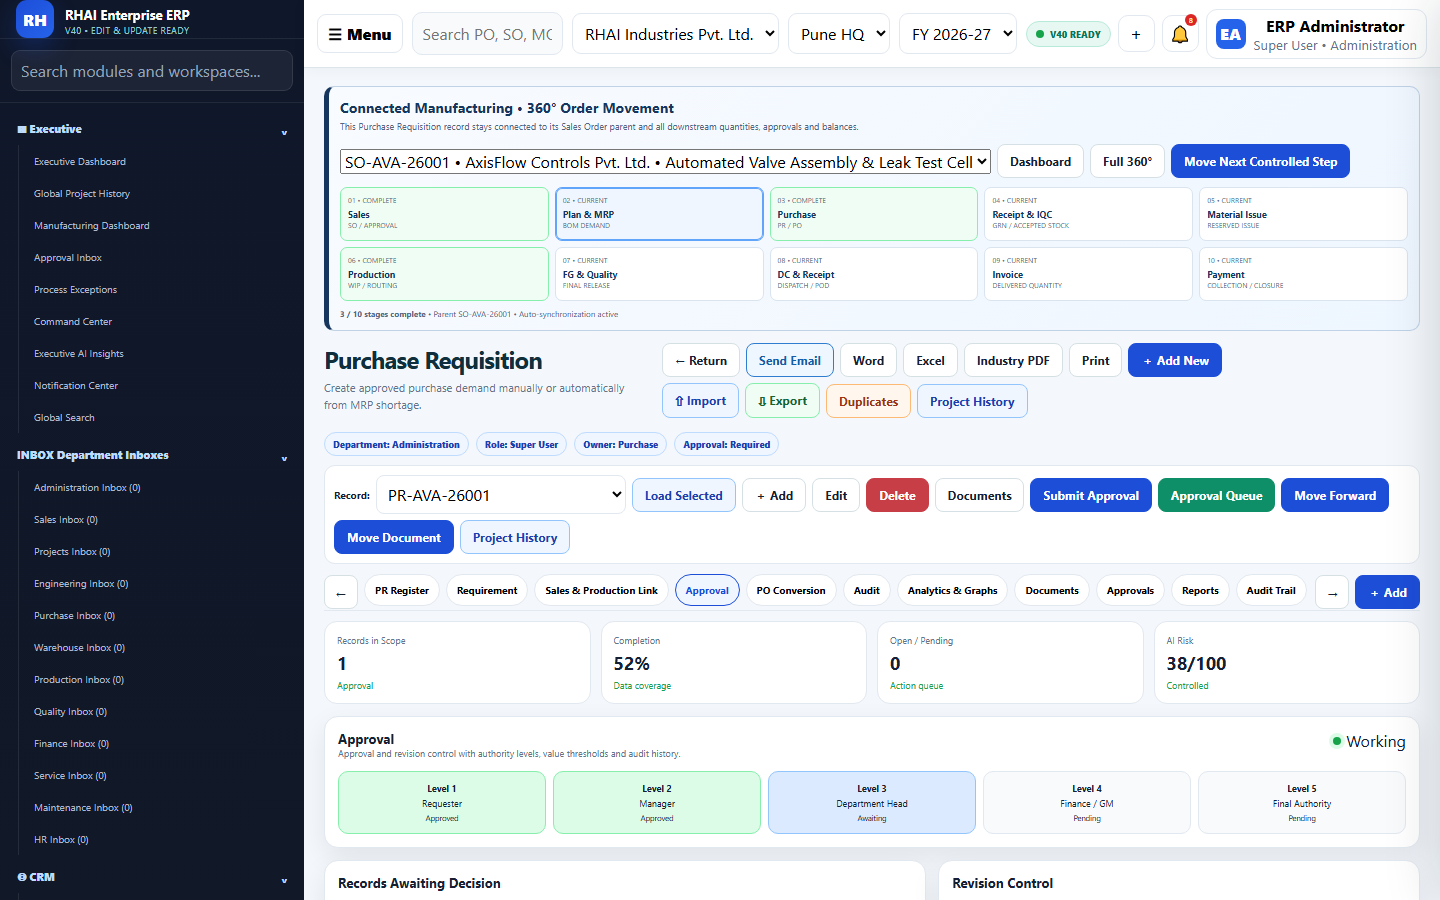 RH
RHAI Enterprise ERP
V40 • EDIT & UPDATE READY
Search modules and workspaces...
Executive
Executive Dashboard
Global Project History
Manufacturing Dashboard
Approval Inbox
Process Exceptions
Command Center
Executive AI Insights
Notification Center
Global Search
INBOX Department Inboxes
Administration Inbox (0)
Sales Inbox (0)
Projects Inbox (0)
Engineering Inbox (0)
Purchase Inbox (0)
Warehouse Inbox (0)
Production Inbox (0)
Quality Inbox (0)
Finance Inbox (0)
Service Inbox (0)
Maintenance Inbox (0)
HR Inbox (0)
CRM
☰ Menu
Search PO, SO, MO
RHAI Industries Pvt. Ltd.
Pune HQ
FY 2026-27
V40 READY
+
8
EA
ERP Administrator
Super User • Administration
Connected Manufacturing • 360° Order Movement
This Purchase Requisition record stays connected to its Sales Order parent and all downstream quantities, approvals and balances.
SO-AVA-26001 • AxisFlow Controls Pvt. Ltd. • Automated Valve Assembly & Leak Test Cell
Dashboard
Full 360°
Move Next Controlled Step
01 • COMPLETE
Sales
SO / APPROVAL
02 • CURRENT
Plan & MRP
BOM DEMAND
03 • COMPLETE
Purchase
PR / PO
04 • CURRENT
Receipt & IQC
GRN / ACCEPTED STOCK
05 • CURRENT
Material Issue
RESERVED ISSUE
06 • COMPLETE
Production
WIP / ROUTING
07 • CURRENT
FG & Quality
FINAL RELEASE
08 • CURRENT
DC & Receipt
DISPATCH / POD
09 • CURRENT
Invoice
DELIVERED QUANTITY
10 • CURRENT
Payment
COLLECTION / CLOSURE
3 / 10 stages complete • Parent SO-AVA-26001 • Auto-synchronization active
Purchase Requisition
Create approved purchase demand manually or automatically
from MRP shortage.
← Return
Send Email
Word
Excel
Industry PDF
Print
+ Add New
⇧ Import
⇩ Export
Duplicates
Project History
Department: Administration
Role: Super User
Owner: Purchase
Approval: Required
Record:
PR-AVA-26001
Load Selected
+ Add
Edit
Delete
Documents
Submit Approval
Approval Queue
Move Forward
Move Document
Project History
←
PR Register
Requirement
Sales & Production Link
Approval
PO Conversion
Audit
Analytics & Graphs
Documents
Approvals
Reports
Audit Trail
→
+ Add
Records in Scope
1
Approval
Completion
52%
Data coverage
Open / Pending
0
Action queue
AI Risk
38/100
Controlled
Approval
Approval and revision control with authority levels, value thresholds and audit history.
Working
Level 1
Requester
Approved
Level 2
Manager
Approved
Level 3
Department Head
Awaiting
Level 4
Finance / GM
Pending
Level 5
Final Authority
Pending
Records Awaiting Decision
Revision Control